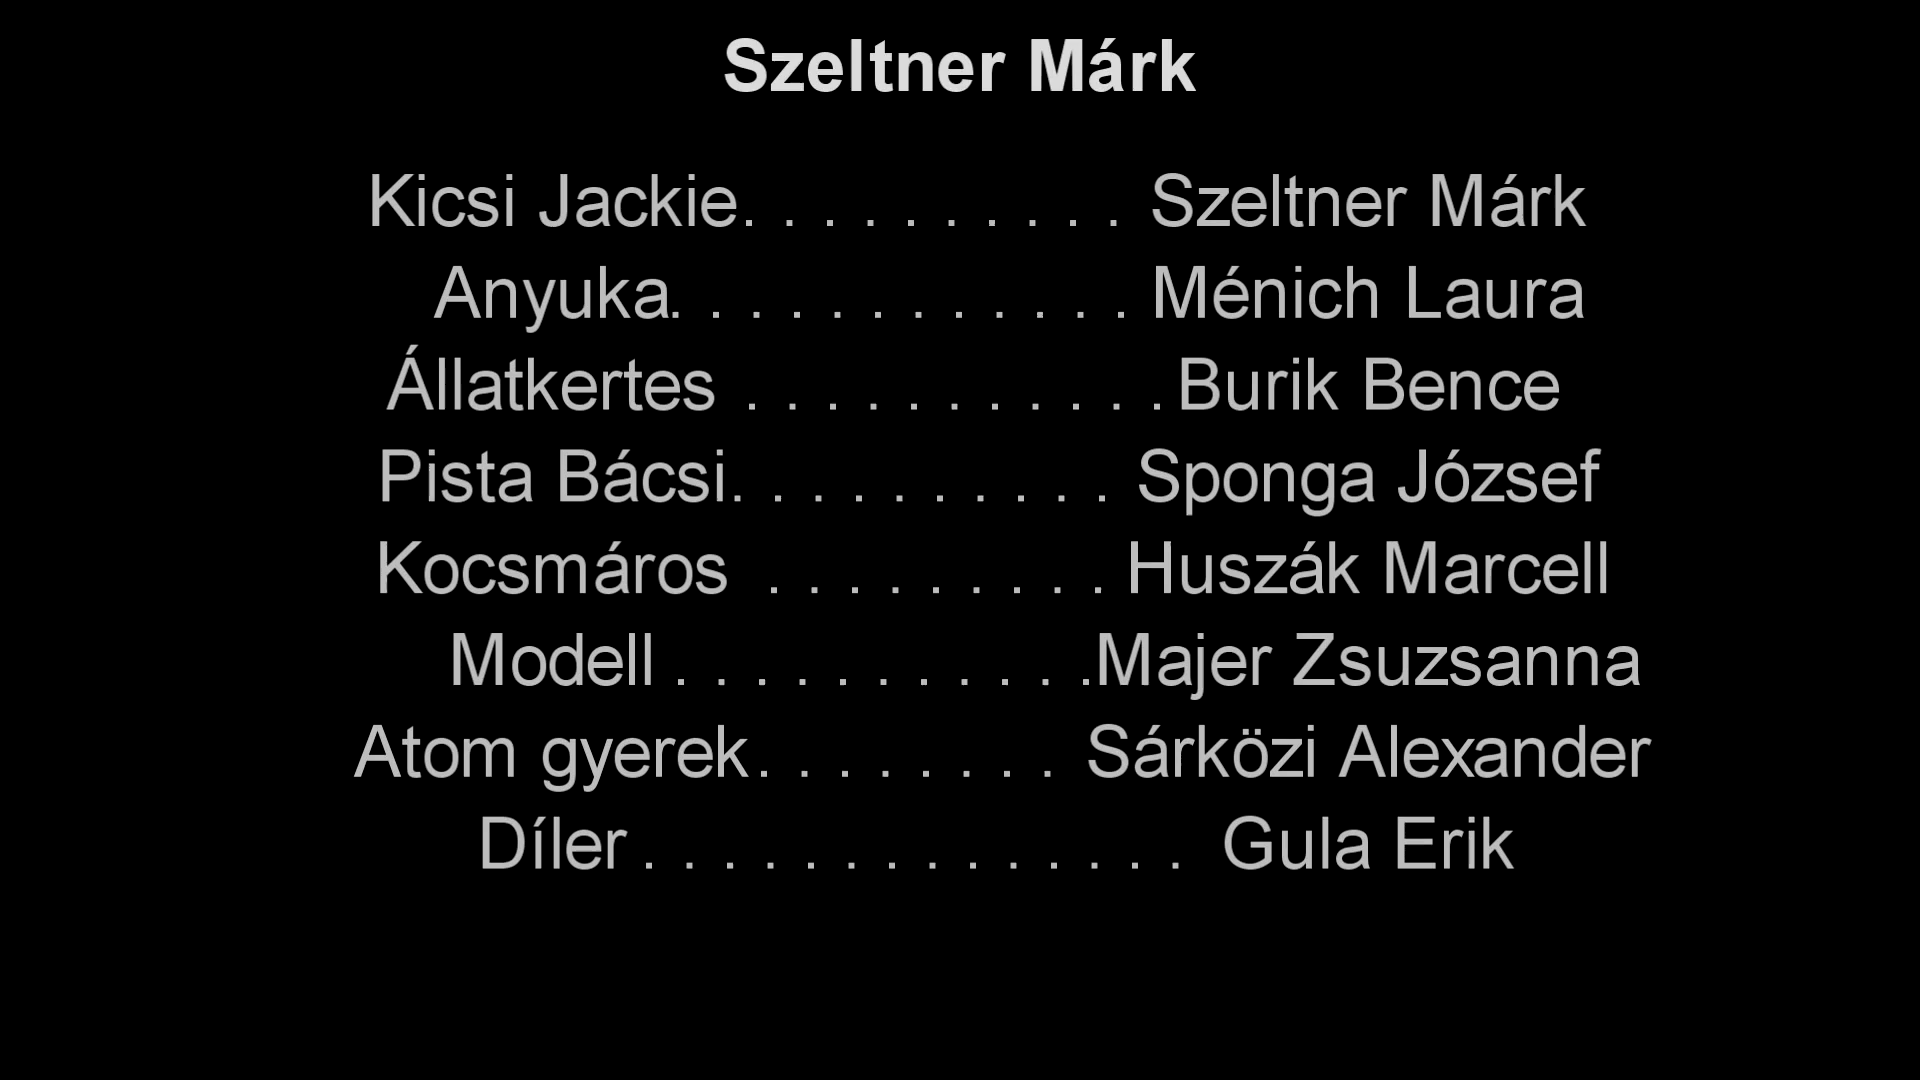 Szeltner Márk
Kicsi Jackie. . . . . . . . . . Szeltner Márk
Anyuka. . . . . . . . . . . . Ménich Laura
Állatkertes . . . . . . . . . . . Burik Bence
Pista Bácsi. . . . . . . . . . Sponga József
Kocsmáros . . . . . . . . . Huszák Marcell
Modell . . . . . . . . . . .Majer Zsuzsanna
Atom gyerek. . . . . . . . Sárközi Alexander
Díler . . . . . . . . . . . . . . Gula Erik